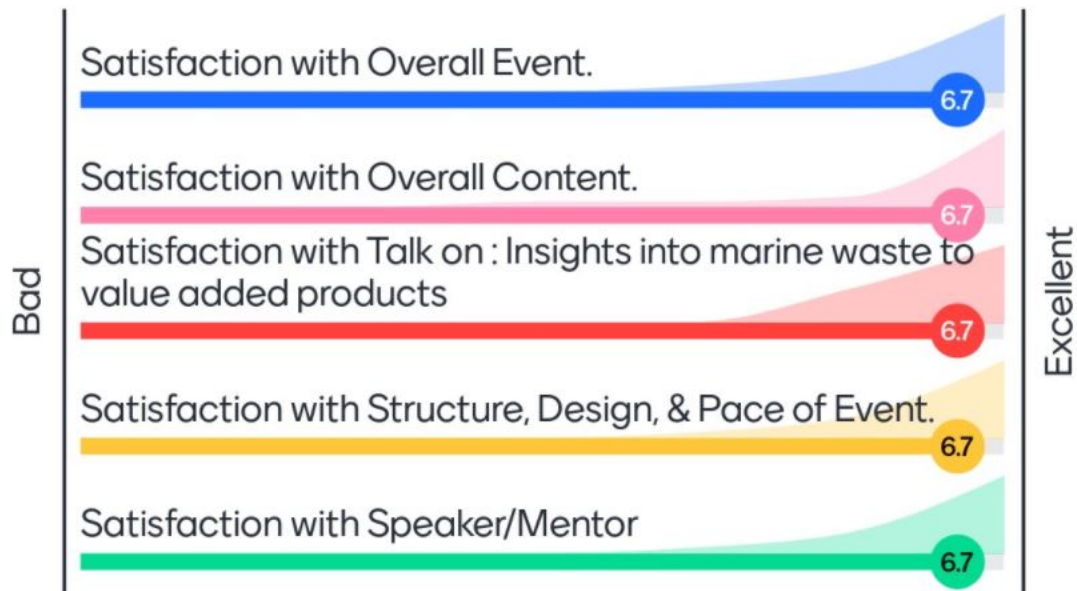 Satisfaction with Overall Event.
6.7
Satisfaction with Overall Content.
6.7
Satisfaction with Talk on : Insights into marine waste to
value added products
6.7
Satisfaction with Structure, Design, & Pace of Event.
6.7
Satisfaction with Speaker/Mentor
6.7
Bad
Excellent